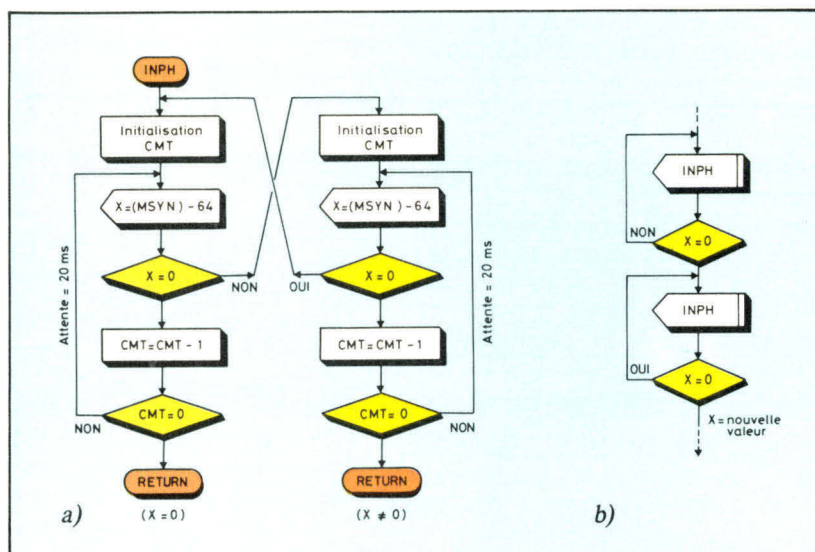 INPH
Initialisation
CMT
X=(MSYN)-64
X=0
NON
CMT=CMT-1
CMT=0
NON
RETURN
(X=0)
Attente = 20 ms
a)
Initialisation
CMT
X=(MSYN)-64
X=0
OUI
CMT=CMT-1
CMT=0
NON
RETURN
(X≠0)
Attente = 20 ms
INPH
NON
X=0
INPH
OUI
X=0
X=nouvelle
valeur
b)